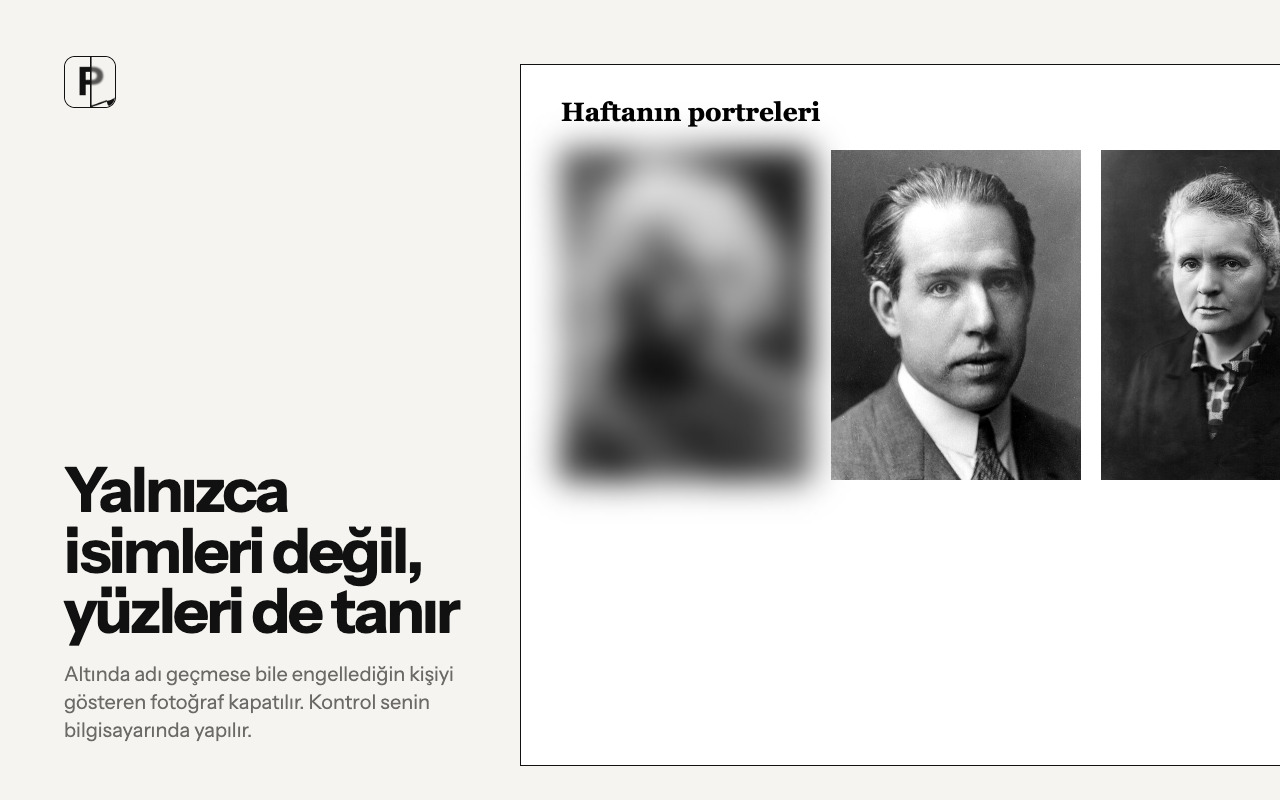 P
Haftanın portreleri
Yalnızca
isimleri değil,
yüzleri de tanır
Altında adı geçmese bile engellediğin kişiyi
gösteren fotoğraf kapatılır. Kontrol senin
bilgisayarında yapılır.